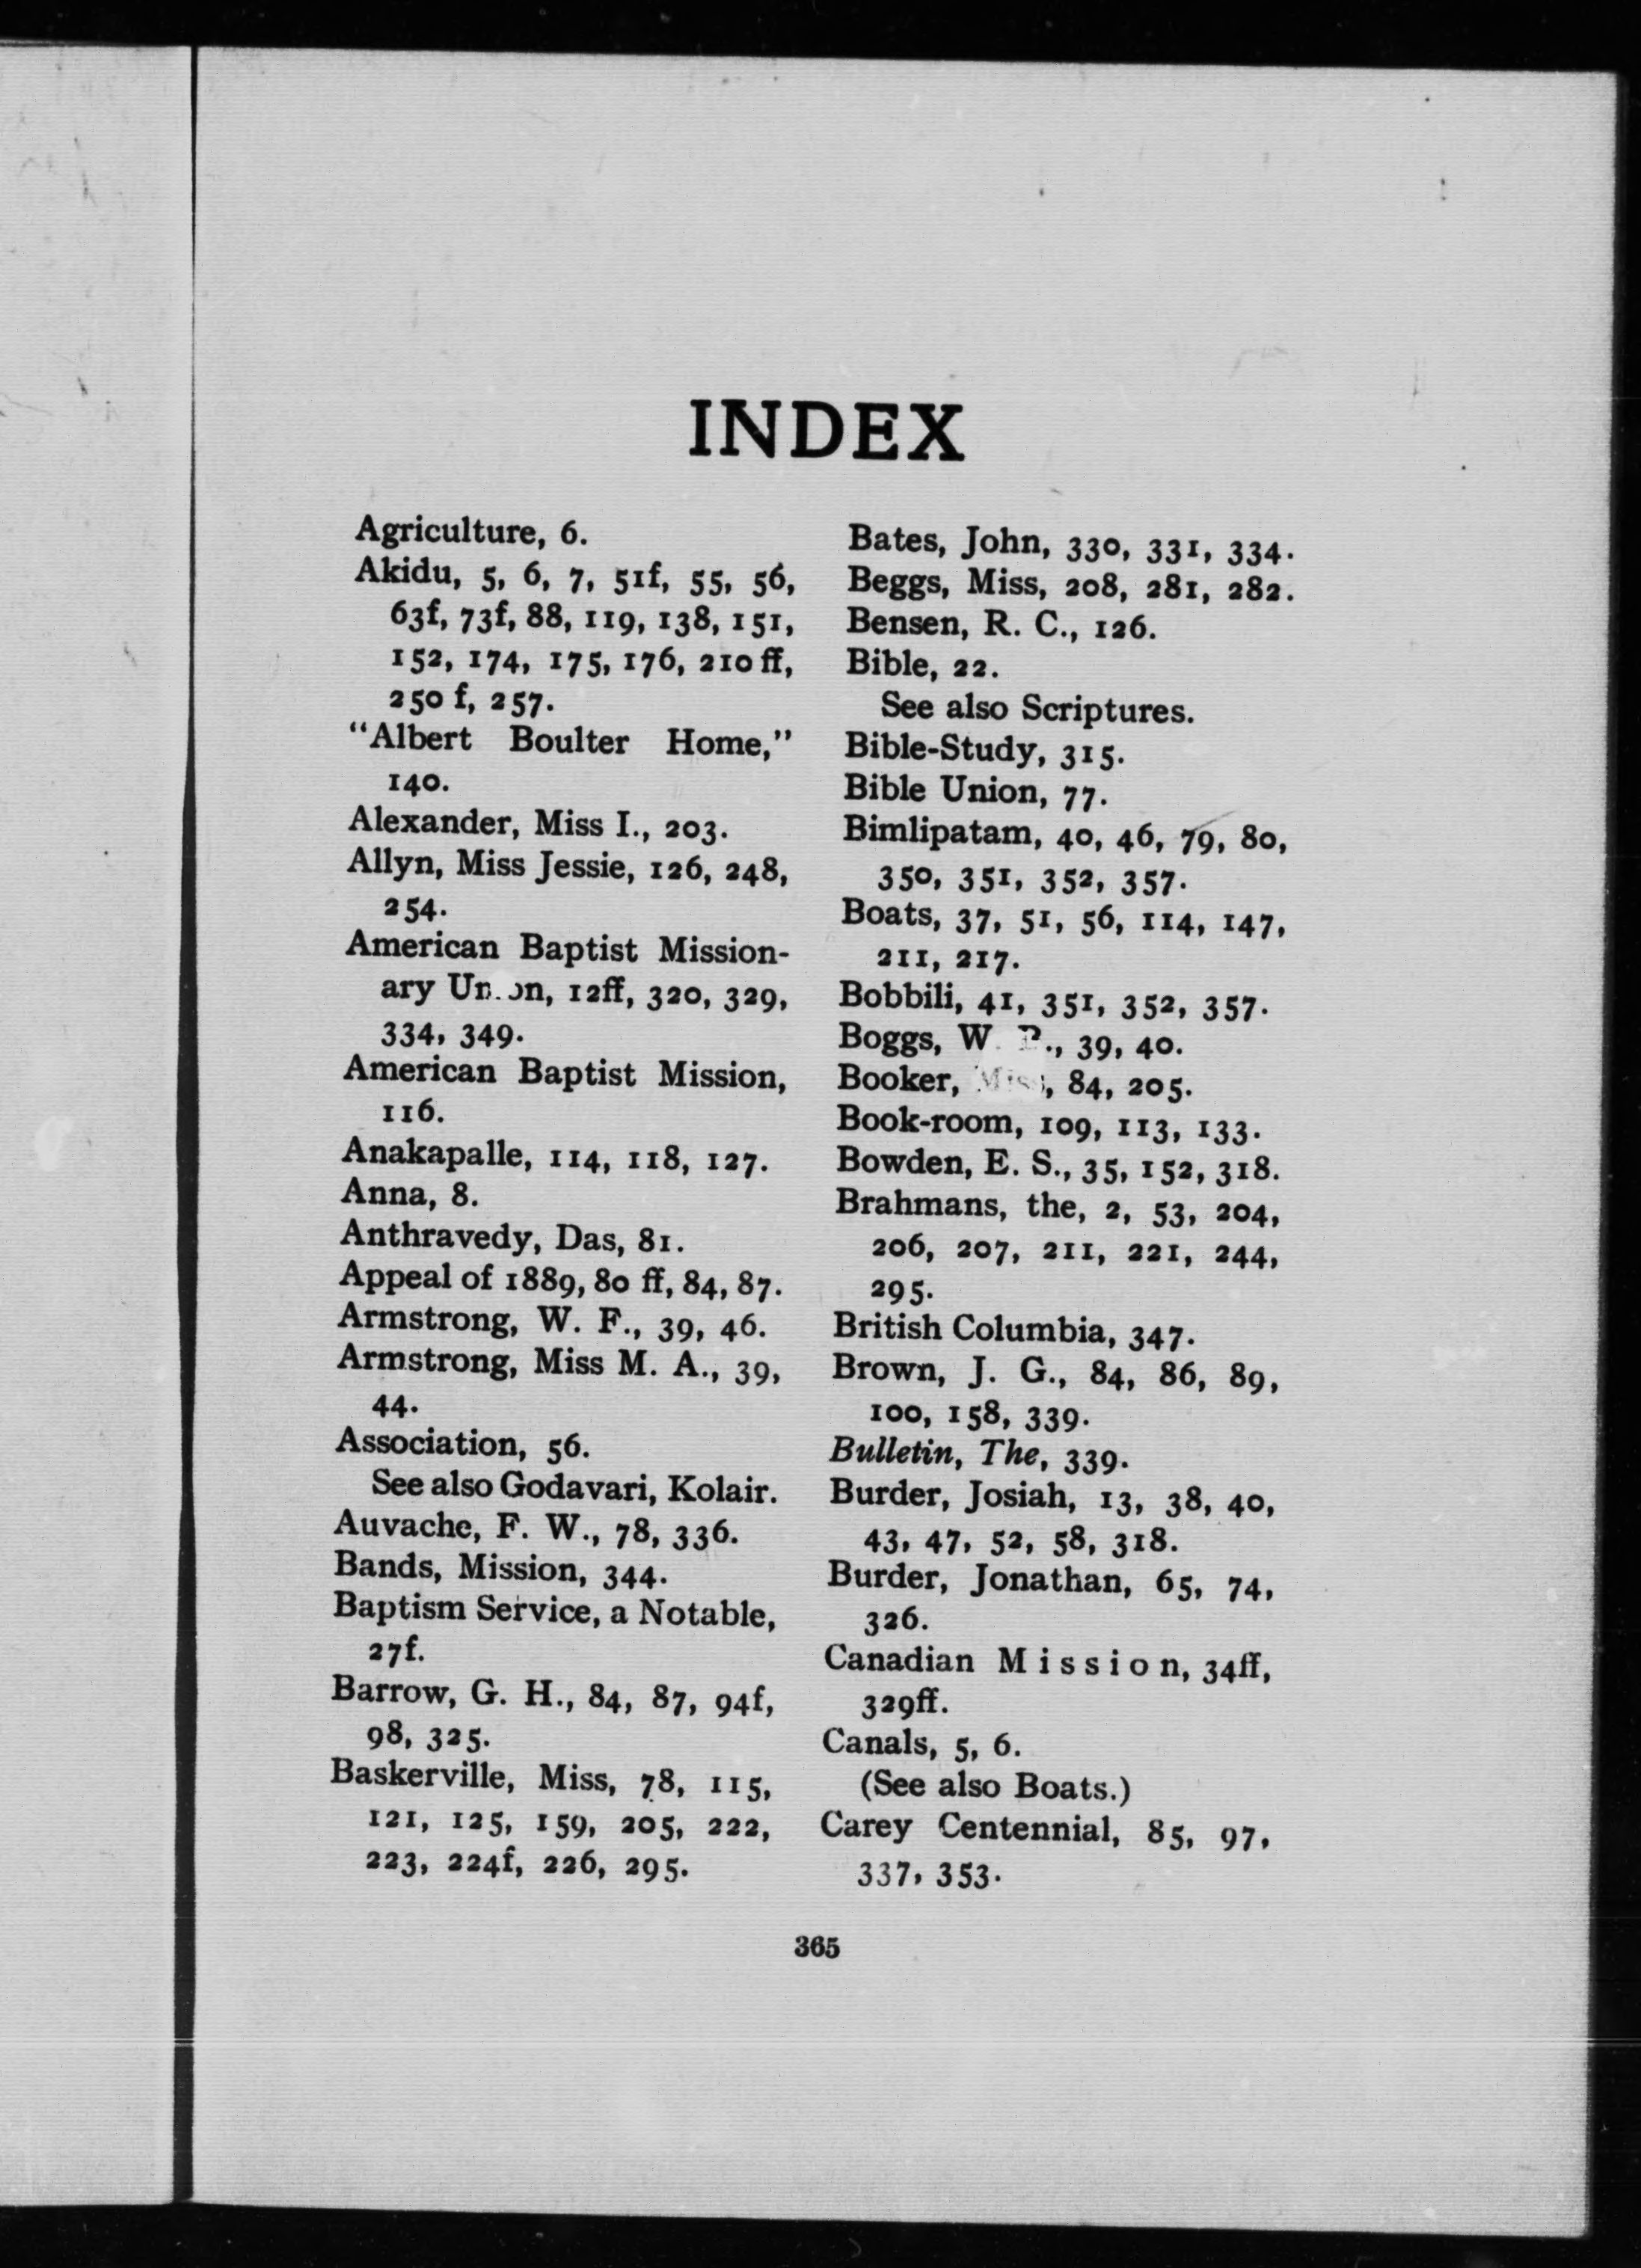 INDEX
Agriculture, 6.
Akidu, 5, 6, 7, 51f, 55, 56,
63f, 73f, 88, 119, 138, 151,
152, 174, 175, 176, 210 ff,
250 f, 257.
"Albert Boulter Home,"
140.
Alexander, Miss I., 203.
Allyn, Miss Jessie, 126, 248,
254.
American Baptist Mission-
ary Union, 12ff, 320, 329,
334, 349.
American Baptist Mission,
116.
Anakapalle, 114, 118, 127.
Anna, 8.
Anthravedy, Das, 81.
Appeal of 1889, 80 ff, 84, 87.
Armstrong, W. F., 39, 46.
Armstrong, Miss M. A., 39,
44.
Association, 56.
See also Godavari, Kolair.
Auvache, F. W., 78, 336.
Bands, Mission, 344.
Baptism Service, a Notable,
27f.
Barrow, G. H., 84, 87, 94f,
98, 325.
Baskerville, Miss, 78, 115,
121, 125, 159, 205, 222,
223, 224f, 226, 295.
Bates, John, 330, 331, 334.
Beggs, Miss, 208, 281, 282.
Bensen, R. C., 126.
Bible, 22.
See also Scriptures.
Bible-Study, 315.
Bible Union, 77.
Bimlipatam, 40, 46, 79, 80,
350, 351, 352, 357.
Boats, 37, 51, 56, 114, 147,
211, 217.
Bobbili, 41, 351, 352, 357.
Boggs, W. 39, 40.
Booker, Miss, 84, 205.
Book-room, 109, 113, 133.
Bowden, E. S., 35, 152, 318.
Brahmans, the, 2, 53, 204,
206, 207, 211, 221, 244,
295.
British Columbia, 347.
Brown, J. G., 84, 86, 89,
100, 158, 339.
Bulletin, The, 339.
Burder, Josiah, 13, 38, 40,
43, 47, 52, 58, 318.
Burder, Jonathan, 65, 74,
326.
Canadian Mission, 34ff,
329ff.
Canals, 5, 6.
(See also Boats.)
Carey Centennial, 85, 97,
337, 353.
365